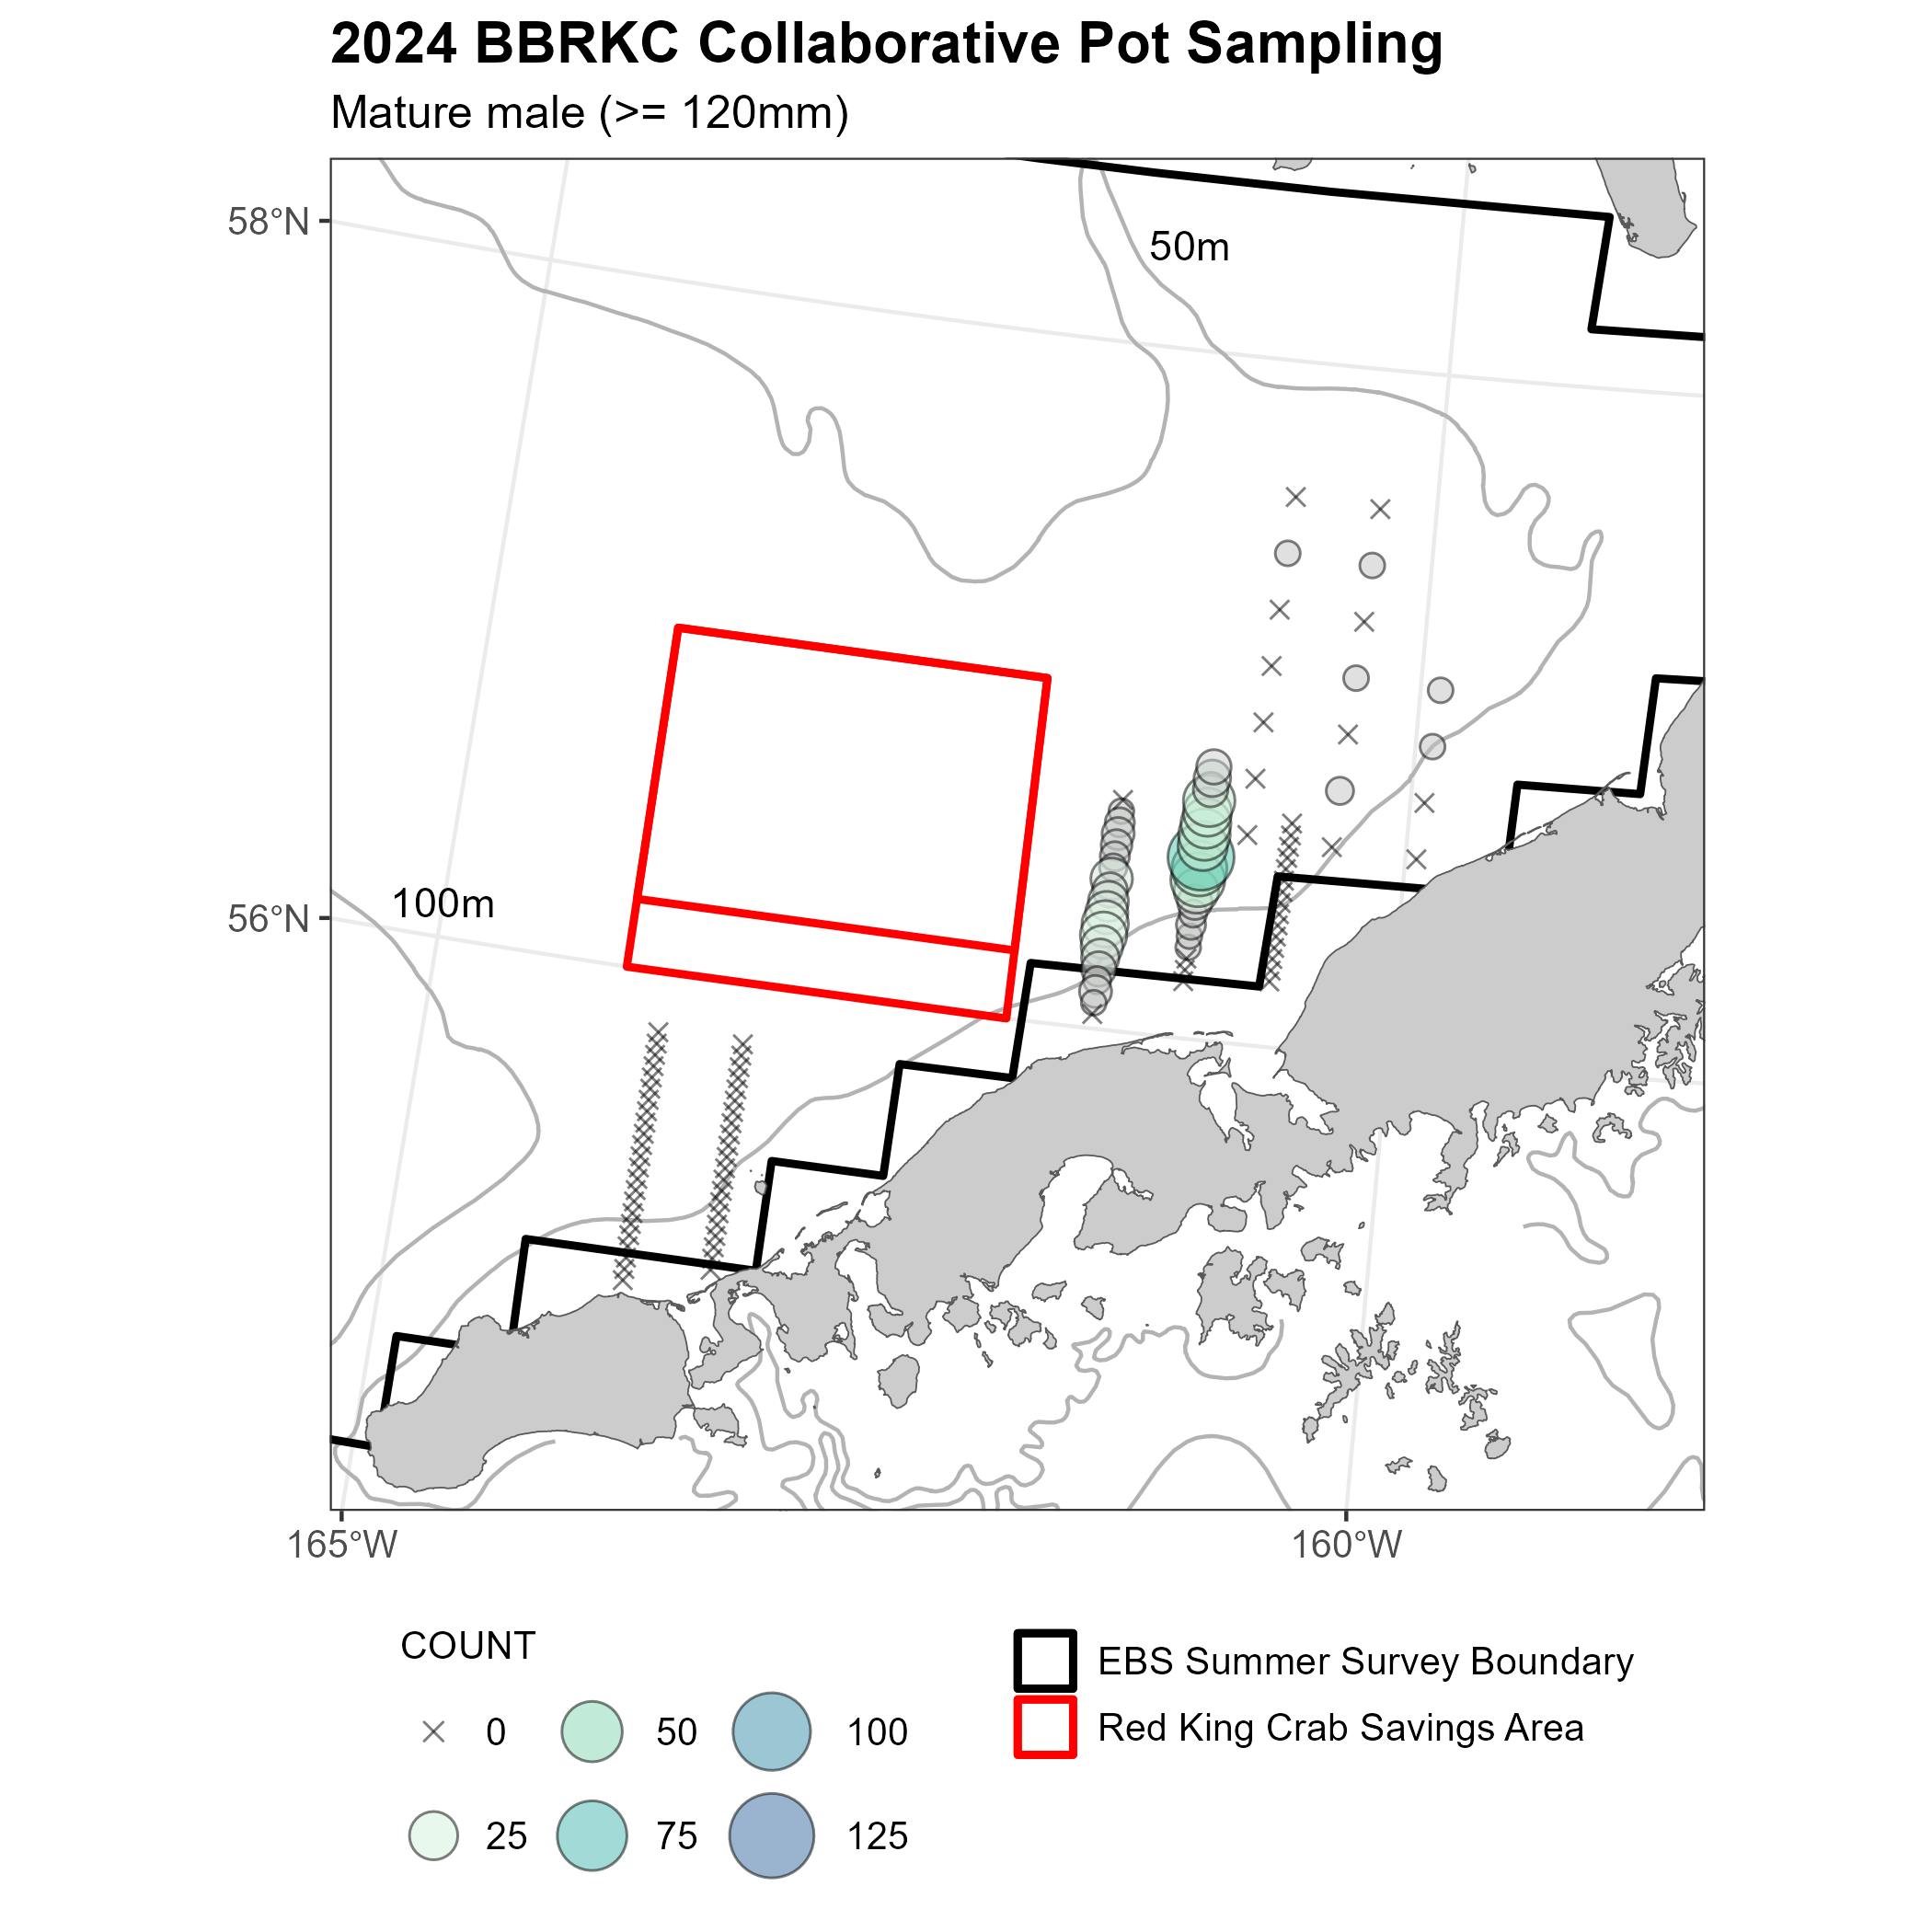 2024 BBRKC Collaborative Pot Sampling
Mature male (>= 120mm)
58°N
50m
100m
56°N
165°W
160°W
COUNT
0
50
100
25
75
125
EBS Summer Survey Boundary
Red King Crab Savings Area